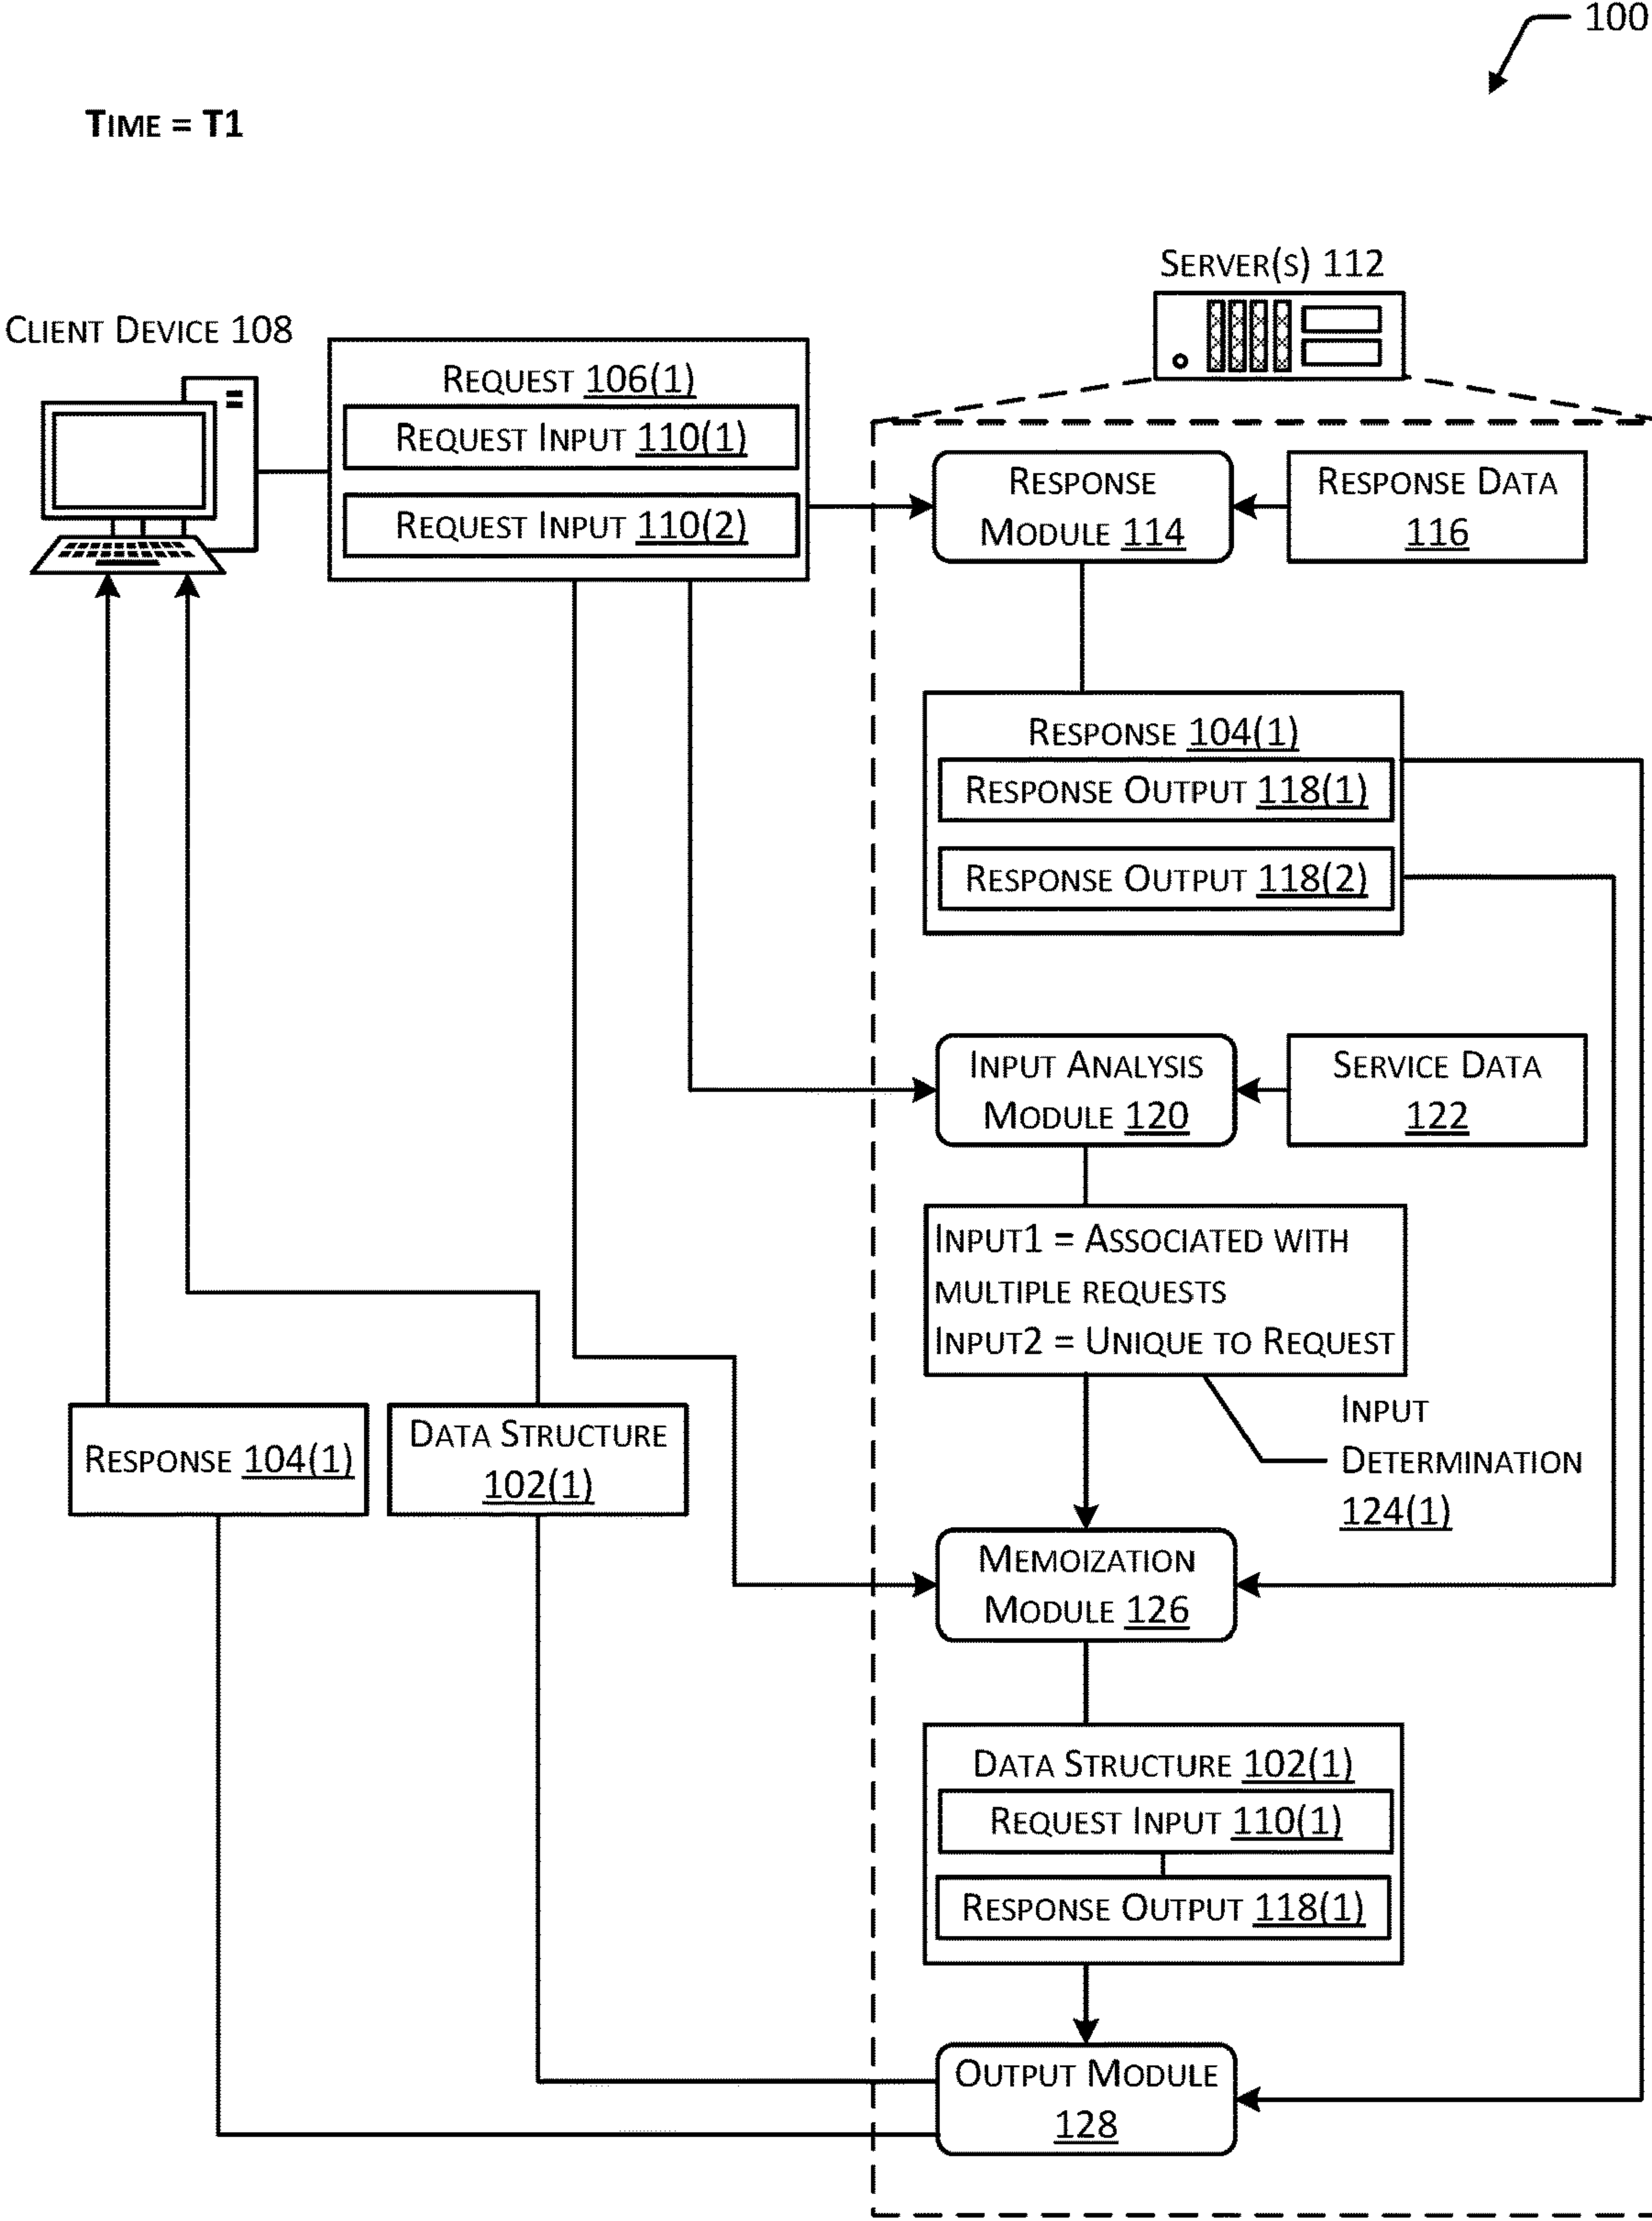 100
TIME = T1
SERVER(S) 112
CLIENT DEVICE 108
REQUEST 106(1)
REQUEST INPUT 110(1)
REQUEST INPUT 110(2)
RESPONSE
MODULE 114
RESPONSE DATA
116
RESPONSE 104(1)
RESPONSE OUTPUT 118(1)
RESPONSE OUTPUT 118(2)
INPUT ANALYSIS
MODULE 120
SERVICE DATA
122
INPUT1 = ASSOCIATED WITH
MULTIPLE REQUESTS
INPUT2 = UNIQUE TO REQUEST
INPUT
DETERMINATION
124(1)
RESPONSE 104(1)
DATA STRUCTURE
102(1)
MEMOIZATION
MODULE 126
DATA STRUCTURE 102(1)
REQUEST INPUT 110(1)
RESPONSE OUTPUT 118(1)
OUTPUT MODULE
128